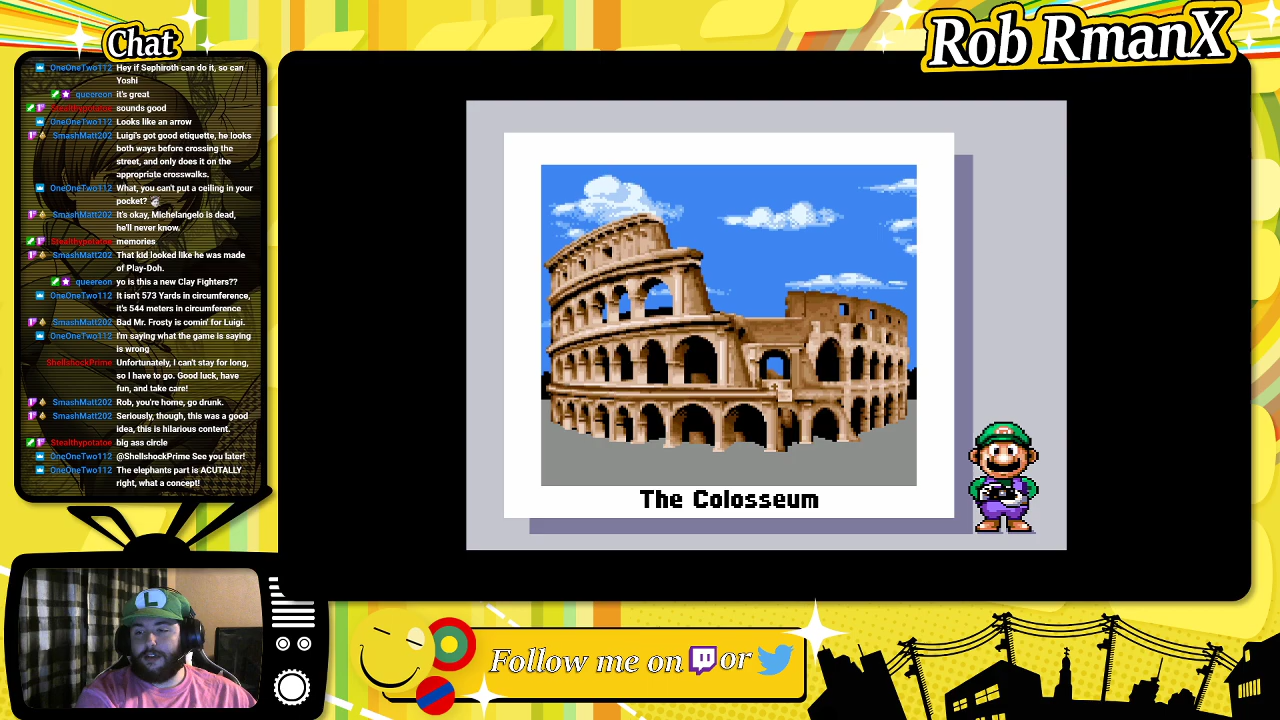 Chat
Rob RmanX
OneOneTwo112 Hey if Sephiroth can do it, so can
Yoshi
queereon it's great
Stealthypotatoe sounds good
OneOneTwo112 Looks like an arrow
SmashMatt202 Luigi's got good etiquette, he looks
both ways before crossing the
street, and only does it on the
appropriate crosswalks.
OneOneTwo112 What, you can't put a ceiling in your
pocket?
SmashMatt202 It's okay, Michelangelo is dead,
he'll never know.
Stealthypotatoe memories
SmashMatt202 That kid looked like he was made
of Play-Doh.
queereon yo is this a new Clay Fighters??
OneOneTwo112 It isn't 573 Yards in circumference,
it's 544 meters in circumference
SmashMatt202 Bad Mr. Frosty is comin' for Luigi.
OneOneTwo112 I'm saying what the game is saying
is wrong
ShellshockPrime Unfortunately, I can't stay for long,
so I have to go. Good luck, have
fun, and take care!
SmashMatt202 Rob, you're home, go drunk.
SmashMatt202 Seriously, though, this was a good
idea, this is hilarious content.
Stealthypotatoe big ass circle
OneOneTwo112 @ShellshockPrime See you later!
OneOneTwo112 The elephants part is ACUTALLY
right, what a concept!
The Colosseum
L
Follow me on or